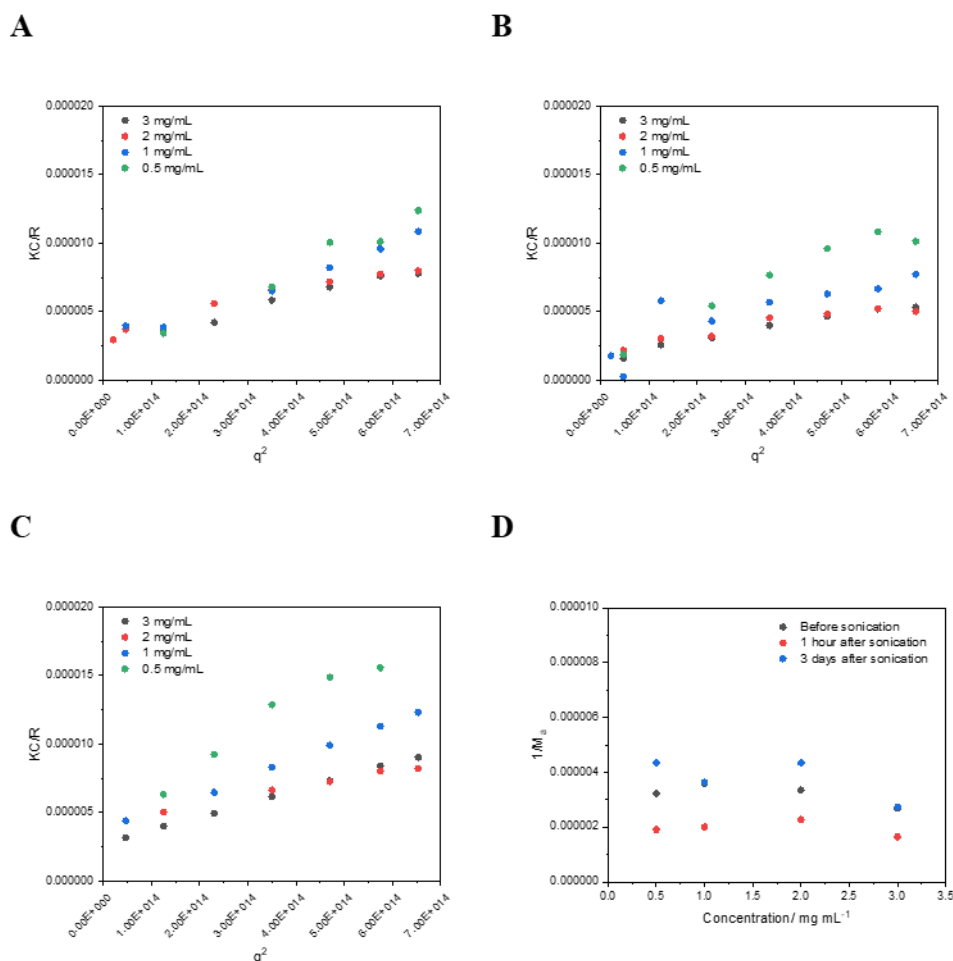 A
B
0.000020
0.000015
0.000010
0.000005
0.000000
KC/R
3 mg/mL
2 mg/mL
1 mg/mL
0.5 mg/mL
0.00E+000
1.00E+014
2.00E+014
3.00E+014
4.00E+014
5.00E+014
6.00E+014
7.00E+014
q²
0.000020
0.000015
0.000010
0.000005
0.000000
KC/R
3 mg/mL
2 mg/mL
1 mg/mL
0.5 mg/mL
0.00E+000
1.00E+014
2.00E+014
3.00E+014
4.00E+014
5.00E+014
6.00E+014
7.00E+014
q²
C
D
0.000020
0.000015
0.000010
0.000005
0.000000
KC/R
3 mg/mL
2 mg/mL
1 mg/mL
0.5 mg/mL
0.00E+000
1.00E+014
2.00E+014
3.00E+014
4.00E+014
5.00E+014
6.00E+014
7.00E+014
q²
0.000010
0.000008
0.000006
0.000004
0.000002
0.000000
1/Mₐ
Before sonication
1 hour after sonication
3 days after sonication
0.0
0.5
1.0
1.5
2.0
2.5
3.0
3.5
Concentration/ mg mL⁻¹